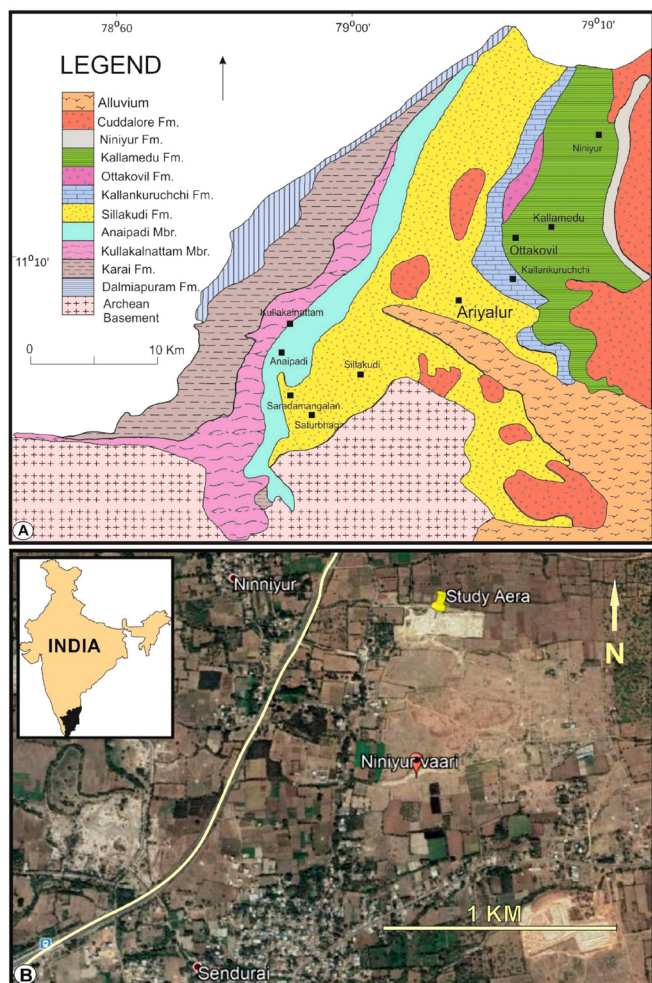 78°60
79°00'
79°10'
LEGEND
Alluvium
Cuddalore Fm.
Niniyur Fm.
Kallamedu Fm.
Ottakovil Fm.
Kallankuruchchi Fm.
Sillakudi Fm.
Anaipadi Mbr.
Kullakalnattam Mbr.
Karai Fm.
Dalmiapuram Fm.
Archean
Basement
11°10'
0 10 Km
Niniyur
Kallamedu
Ottakovil
Kallankuruchchi
Ariyalur
Kullakalnattam
Anaipadi
Sillakudi
Saradamangalan
A
INDIA
Ninniyur
Study Aera
N
Niniyur vaari
1 KM
Sendurai
B